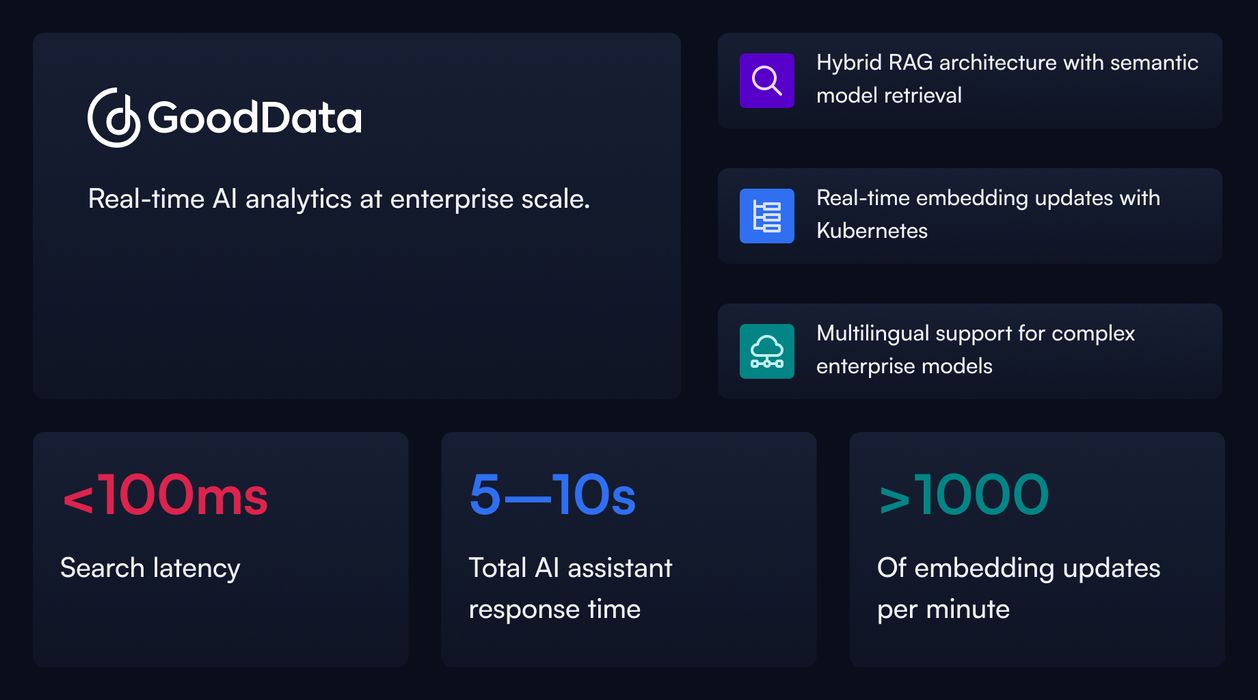 GoodData
Real-time AI analytics at enterprise scale.
Hybrid RAG architecture with semantic
model retrieval
Real-time embedding updates with
Kubernetes
Multilingual support for complex
enterprise models
<100ms
Search latency
5—10s
Total AI assistant
response time
>1000
Of embedding updates
per minute